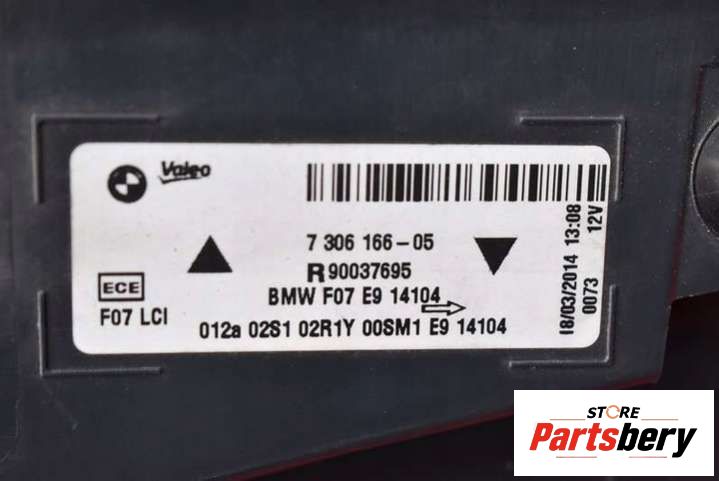 Valeo
7 306 166-05
R 90037695
BMW F07 E9 14104
ECE
F07 LCI
012a 02S1 02R1Y 00SM1 E9 14104
18/03/2014 13:08
0073 12V
STORE
Partsbery